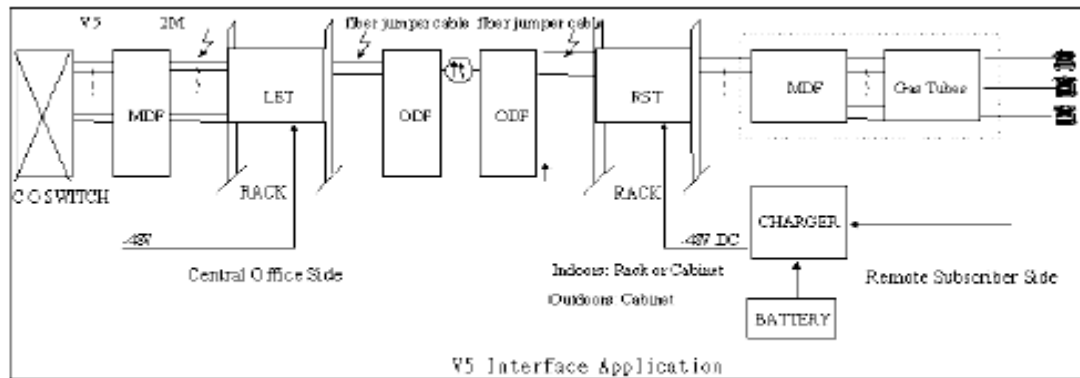 V5 2M fiber jumper cable fiber jumper cable
MDF LET ODF ODF RST MDF Gas Tubes
C O SWITCH
RACK RACK
CHARGER
-48V -48V DC
Central Office Side
Indoors: Rack or Cabinet
Outdoors: Cabinet
Remote Subscriber Side
BATTERY
V5 Interface Application